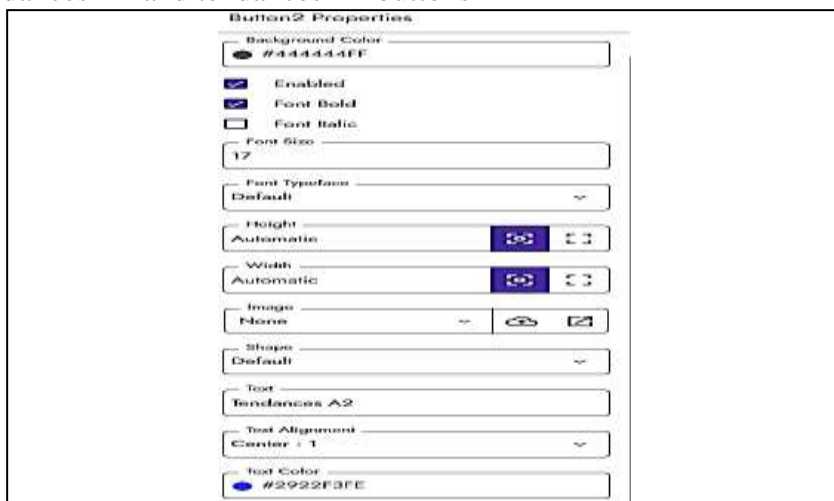 Button2 Properties
Background Color
#444444FF
Enabled
Font Bold
Font Italic
Font Size
17
Font Typeface
Default
Height
Automatic
Width
Automatic
Image
None
Shape
Default
Text
Tendances A2
Text Alignment
Center : 1
Text Color
#2922F3FE